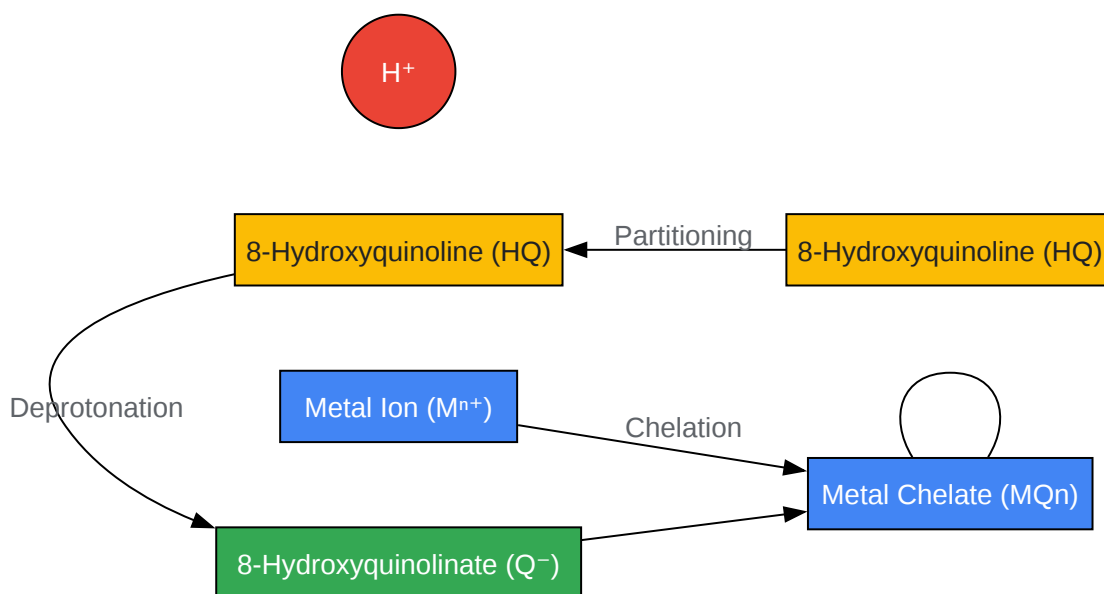 H⁺
Partitioning
8-Hydroxyquinoline (HQ)
8-Hydroxyquinoline (HQ)
Deprotonation
Metal Ion (Mⁿ⁺)
Chelation
Metal Chelate (MQn)
8-Hydroxyquinolinate (Q⁻)